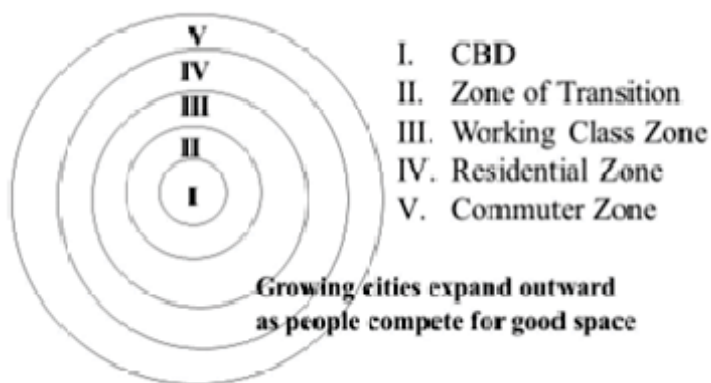 V
IV
III
II
I
I. CBD
II. Zone of Transition
III. Working Class Zone
IV. Residential Zone
V. Commuter Zone
Growing cities expand outward
as people compete for good space